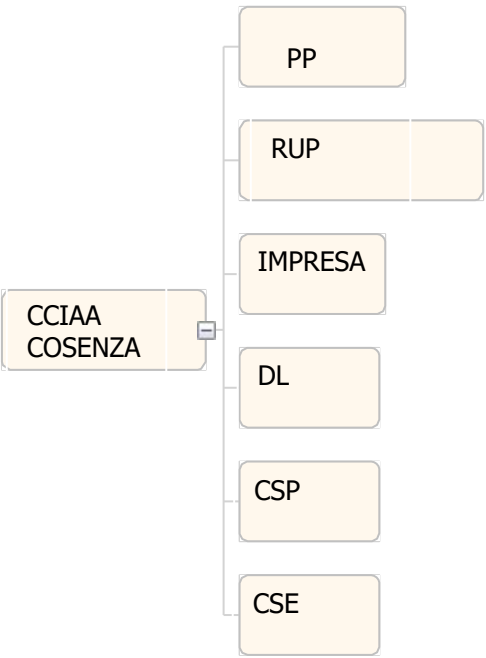 PP
RUP
IMPRESA
CCIAA
COSENZA
DL
CSP
CSE